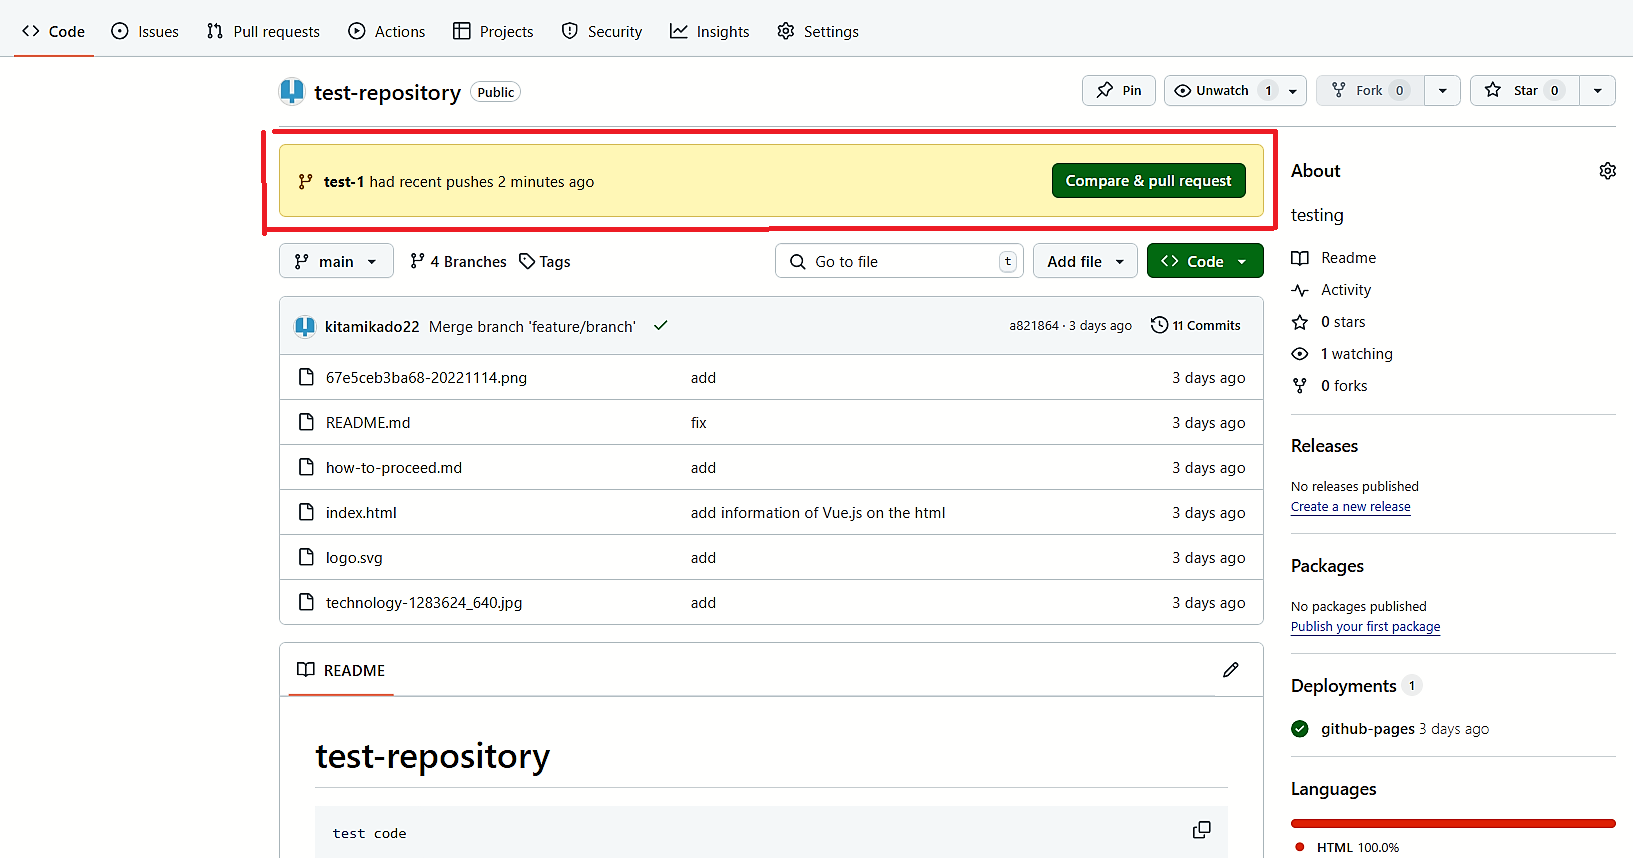 Code Issues Pull requests Actions Projects Security Insights Settings
test-repository Public
Pin Unwatch 1 Fork 0 Star 0
test-1 had recent pushes 2 minutes ago Compare & pull request
main 4 Branches Tags Go to file t Add file Code
kitamikado22 Merge branch 'feature/branch' a821864 · 3 days ago 11 Commits
67e5ceb3ba68-20221114.png add 3 days ago
README.md fix 3 days ago
how-to-proceed.md add 3 days ago
index.html add information of Vue.js on the html 3 days ago
logo.svg add 3 days ago
technology-1283624_640.jpg add 3 days ago
README
test-repository
test code
About
testing
Readme
Activity
0 stars
1 watching
0 forks
Releases
No releases published
Create a new release
Packages
No packages published
Publish your first package
Deployments 1
github-pages 3 days ago
Languages
HTML 100.0%